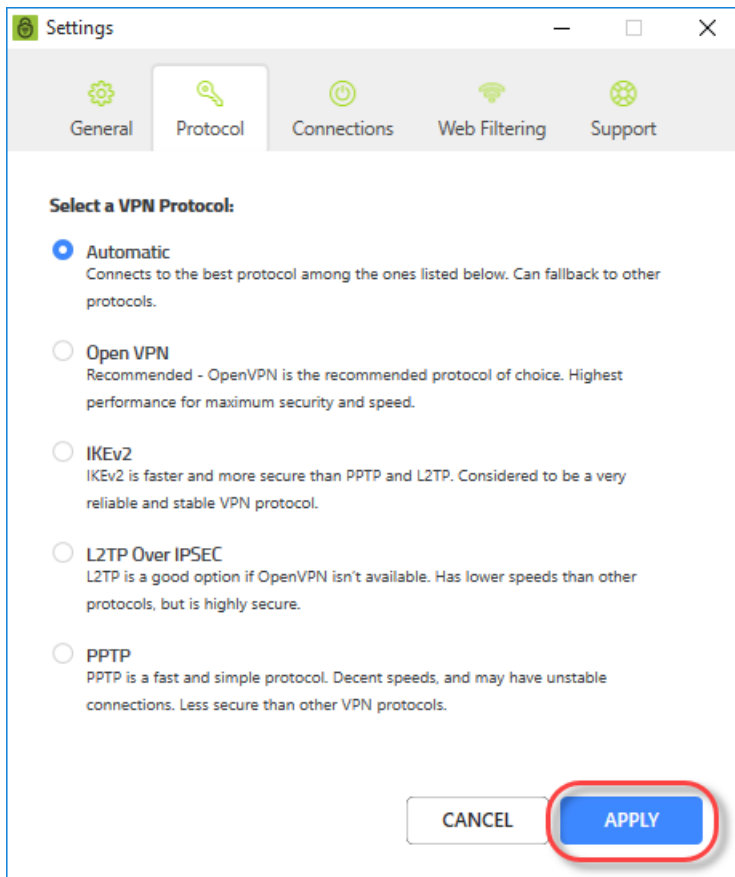 Settings
General Protocol Connections Web Filtering Support
Select a VPN Protocol:
Automatic
Connects to the best protocol among the ones listed below. Can fallback to other
protocols.
Open VPN
Recommended - OpenVPN is the recommended protocol of choice. Highest
performance for maximum security and speed.
IKEv2
IKEv2 is faster and more secure than PPTP and L2TP. Considered to be a very
reliable and stable VPN protocol.
L2TP Over IPSEC
L2TP is a good option if OpenVPN isn't available. Has lower speeds than other
protocols, but is highly secure.
PPTP
PPTP is a fast and simple protocol. Decent speeds, and may have unstable
connections. Less secure than other VPN protocols.
CANCEL APPLY